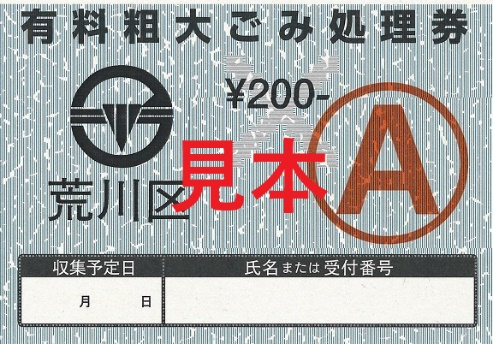 有料粗大ごみ処理券
¥200-
A
荒川区
見本
収集予定日
氏名または受付番号
月 日